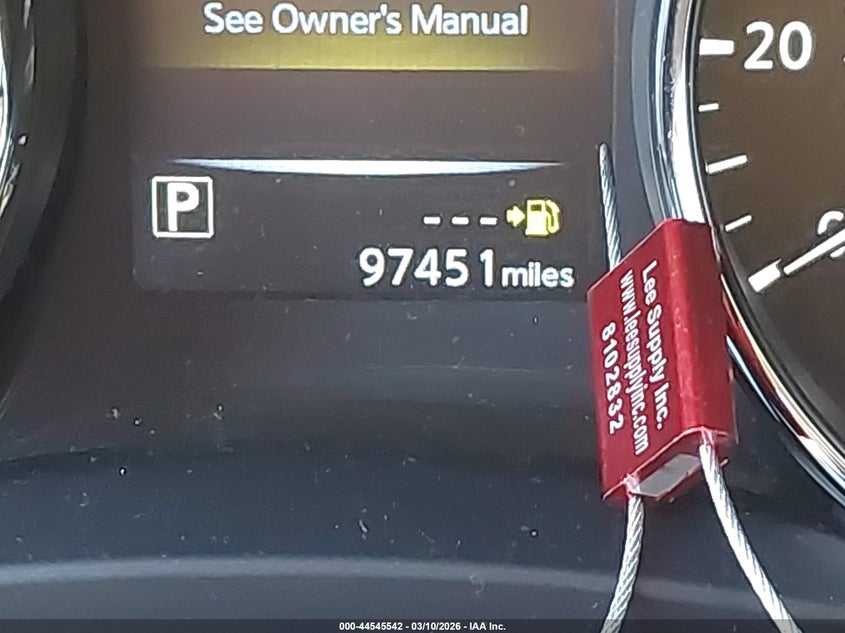 See Owner's Manual
20
P
---
97451 miles
Lee Supply Inc.
www.leesupplyinc.com
8102832
000-44545542 - 03/10/2026 - IAA Inc.